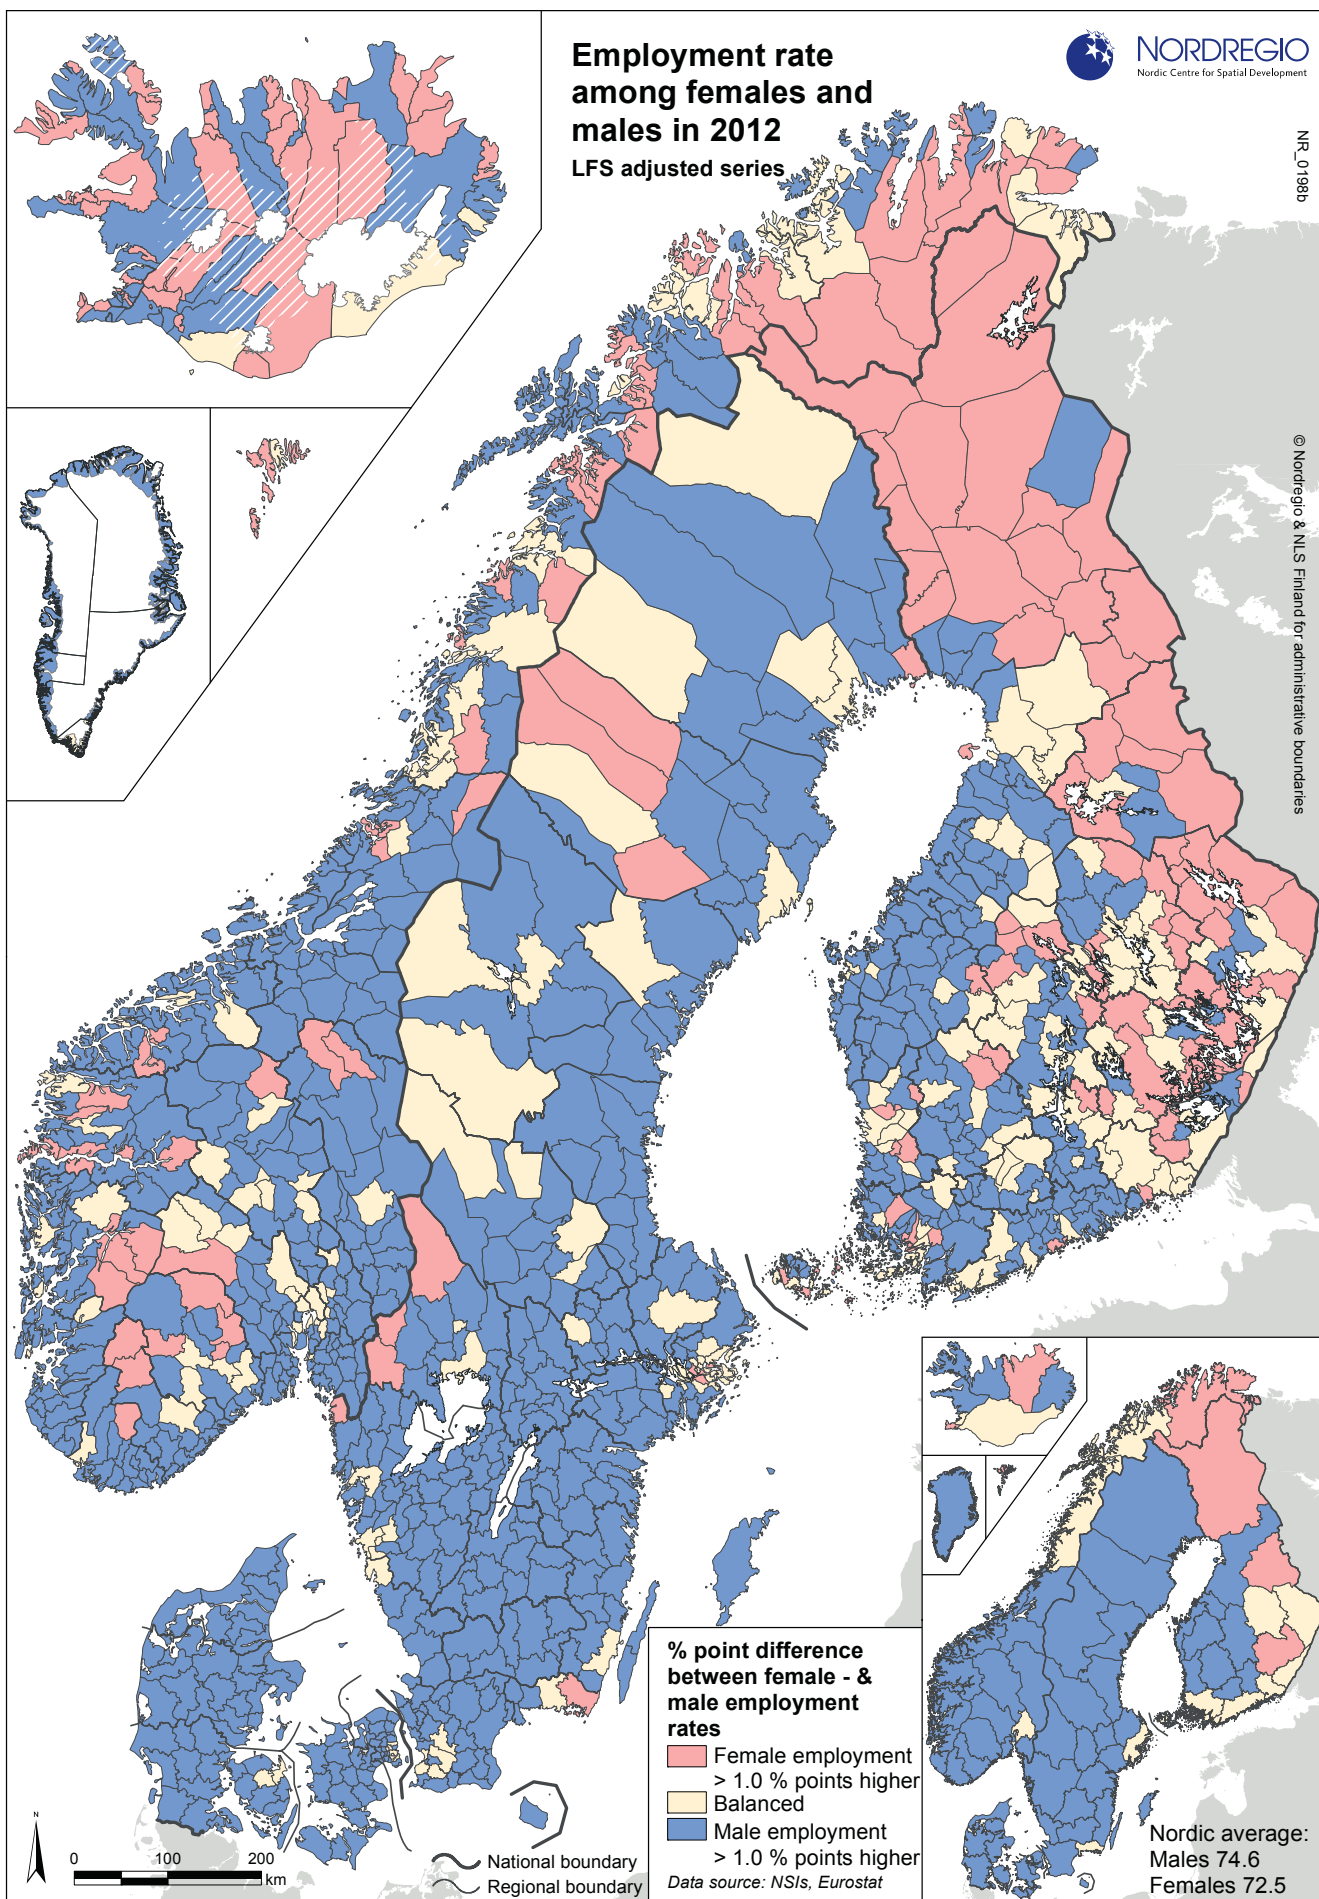 Employment rate
among females and
males in 2012
LFS adjusted series
NORDREGIO
Nordic Centre for Spatial Development
NR_0198b
© Nordregio & NLS Finland for administrative boundaries
% point difference
between female - &
male employment
rates
Female employment
> 1.0 % points higher
Balanced
Male employment
> 1.0 % points higher
Data source: NSIs, Eurostat
National boundary
Regional boundary
N
0 100 200
km
Nordic average:
Males 74.6
Females 72.5